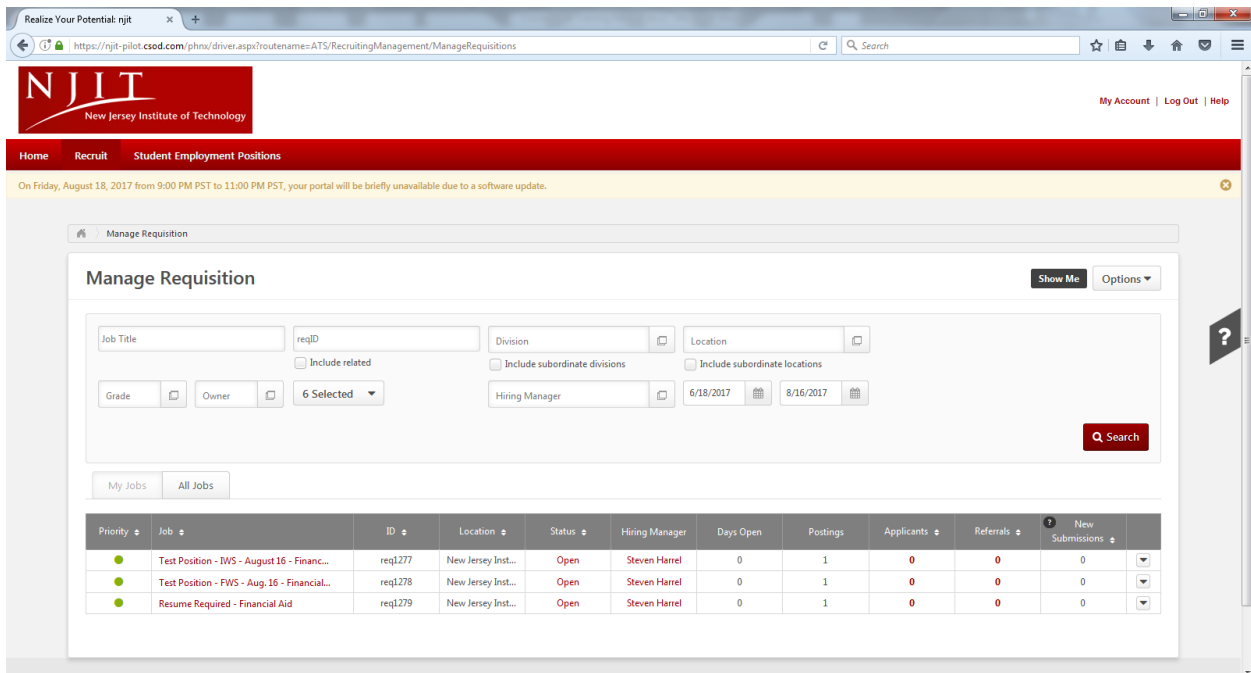 Realize Your Potential: njit × +
https://njit-pilot.csod.com/phnx/driver.aspx?routename=ATS/RecruitingManagement/ManageRequisitions Search
NJIT
New Jersey Institute of Technology
My Account | Log Out | Help
Home Recruit Student Employment Positions
On Friday, August 18, 2017 from 9:00 PM PST to 11:00 PM PST, your portal will be briefly unavailable due to a software update.
Manage Requisition
Manage Requisition Show Me Options
?
Job Title reqID Division Location
Include related Include subordinate divisions Include subordinate locations
Grade Owner 6 Selected Hiring Manager 6/18/2017 8/16/2017
Search
My Jobs All Jobs
Priority Job ID Location Status Hiring Manager Days Open Postings Applicants Referrals ? New Submissions
Test Position - IWS - August 16 - Financ... req1277 New Jersey Inst... Open Steven Harrel 0 1 0 0 0
Test Position - FWS - Aug. 16 - Financial... req1278 New Jersey Inst... Open Steven Harrel 0 1 0 0 0
Resume Required - Financial Aid req1279 New Jersey Inst... Open Steven Harrel 0 1 0 0 0